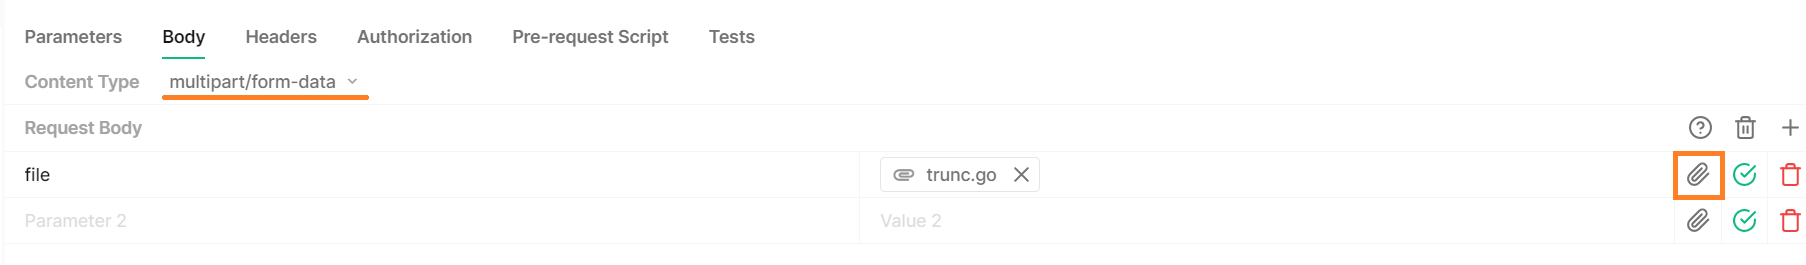 Parameters Body Headers Authorization Pre-request Script Tests
Content Type multipart/form-data
Request Body
file trunc.go
Parameter 2 Value 2